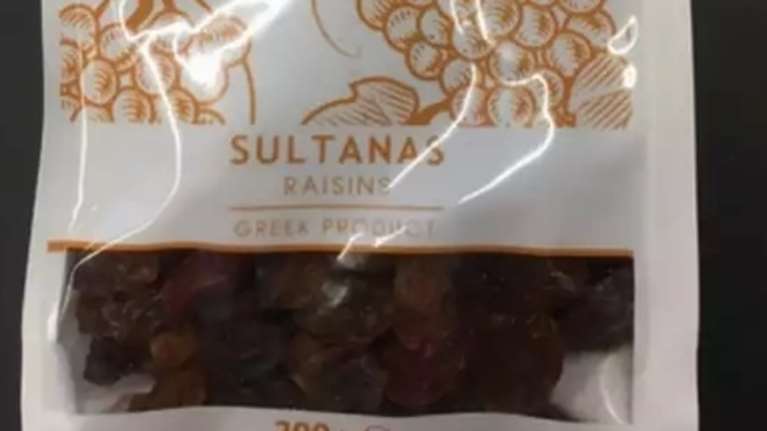 SULTANAS
RAISINS
GREEK PRODUCT